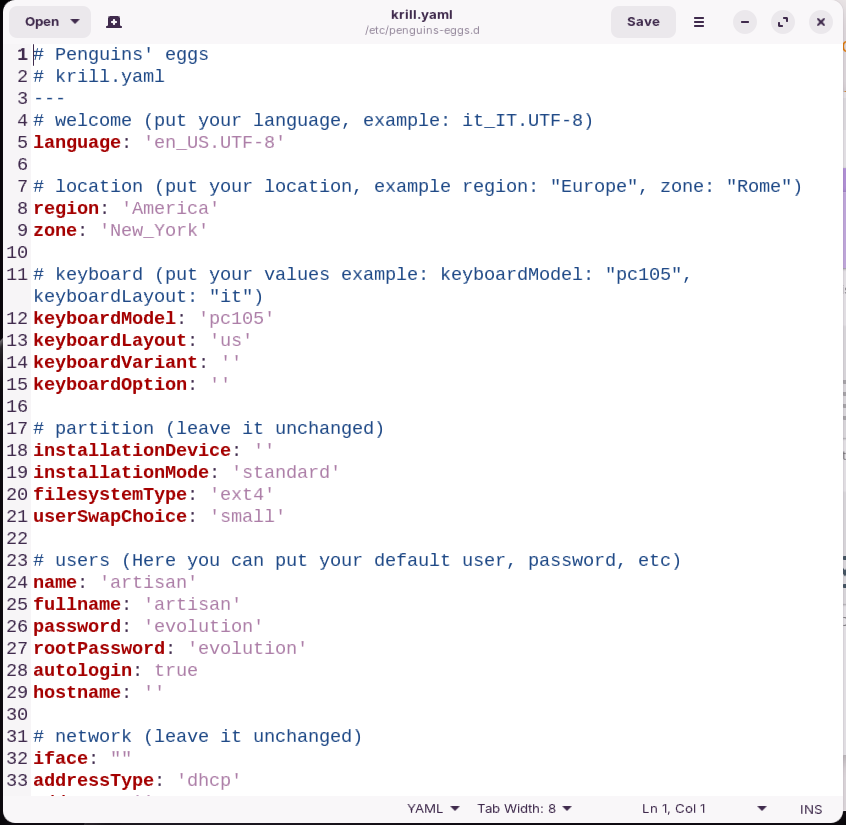 Open
krill.yaml
/etc/penguins-eggs.d
Save
1 # Penguins' eggs
2 # krill.yaml
3 ---
4 # welcome (put your language, example: it_IT.UTF-8)
5 language: 'en_US.UTF-8'
6
7 # location (put your location, example region: "Europe", zone: "Rome")
8 region: 'America'
9 zone: 'New_York'
10
11 # keyboard (put your values example: keyboardModel: "pc105",
keyboardLayout: "it")
12 keyboardModel: 'pc105'
13 keyboardLayout: 'us'
14 keyboardVariant: ''
15 keyboardOption: ''
16
17 # partition (leave it unchanged)
18 installationDevice: ''
19 installationMode: 'standard'
20 filesystemType: 'ext4'
21 userSwapChoice: 'small'
22
23 # users (Here you can put your default user, password, etc)
24 name: 'artisan'
25 fullname: 'artisan'
26 password: 'evolution'
27 rootPassword: 'evolution'
28 autologin: true
29 hostname: ''
30
31 # network (leave it unchanged)
32 iface: ""
33 addressType: 'dhcp'
YAML Tab Width: 8 Ln 1, Col 1 INS